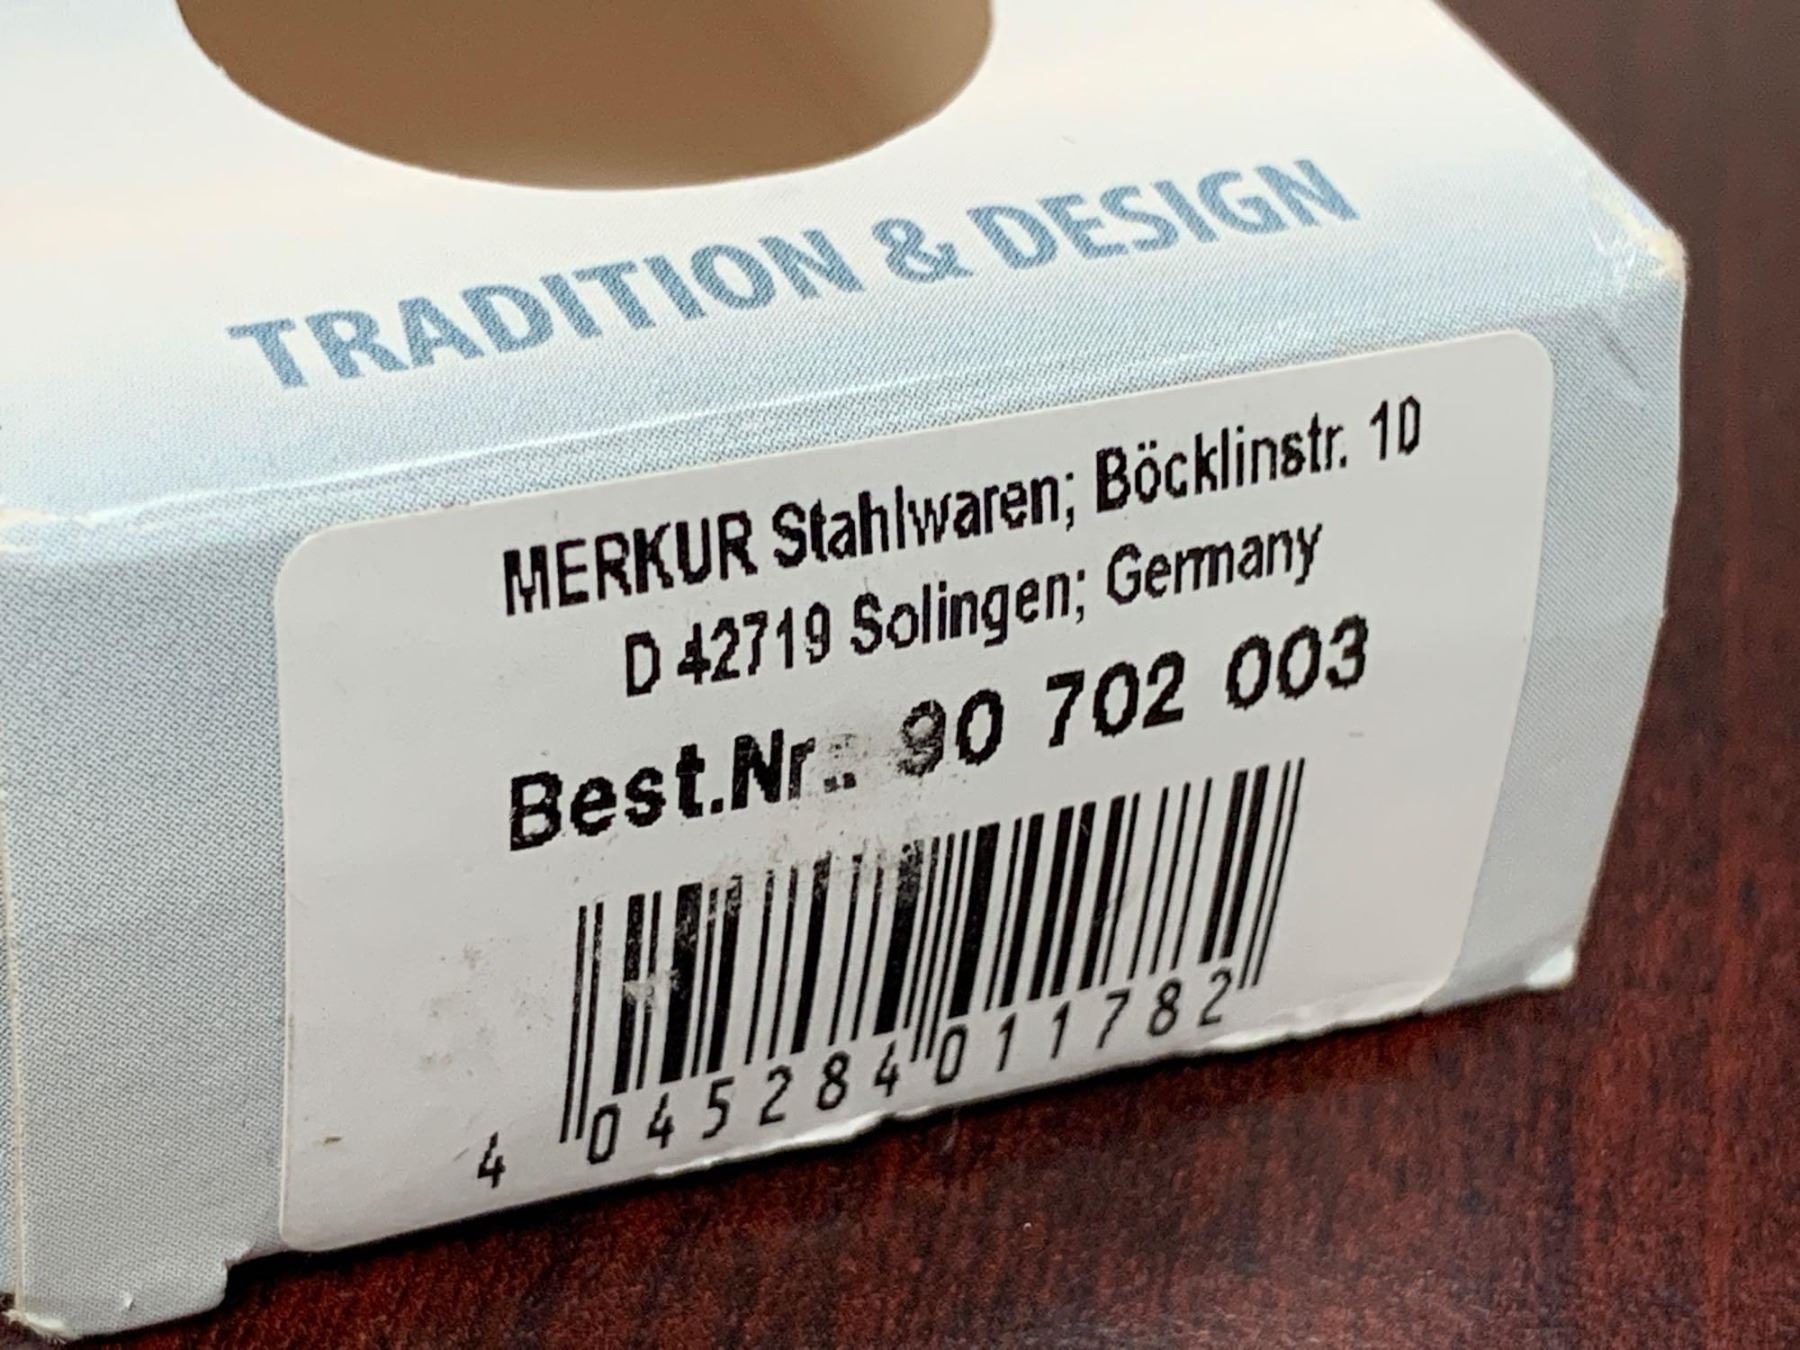 TRADITION & DESIGN
MERKUR Stahlwaren; Böcklinstr. 10
D 42719 Solingen; Germany
Best.Nr.: 90 702 003
4 045284 011782